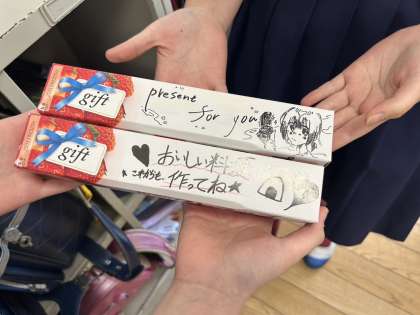 gift
present
for you
gift
♥おいしい料理
★これからも 作ってね★